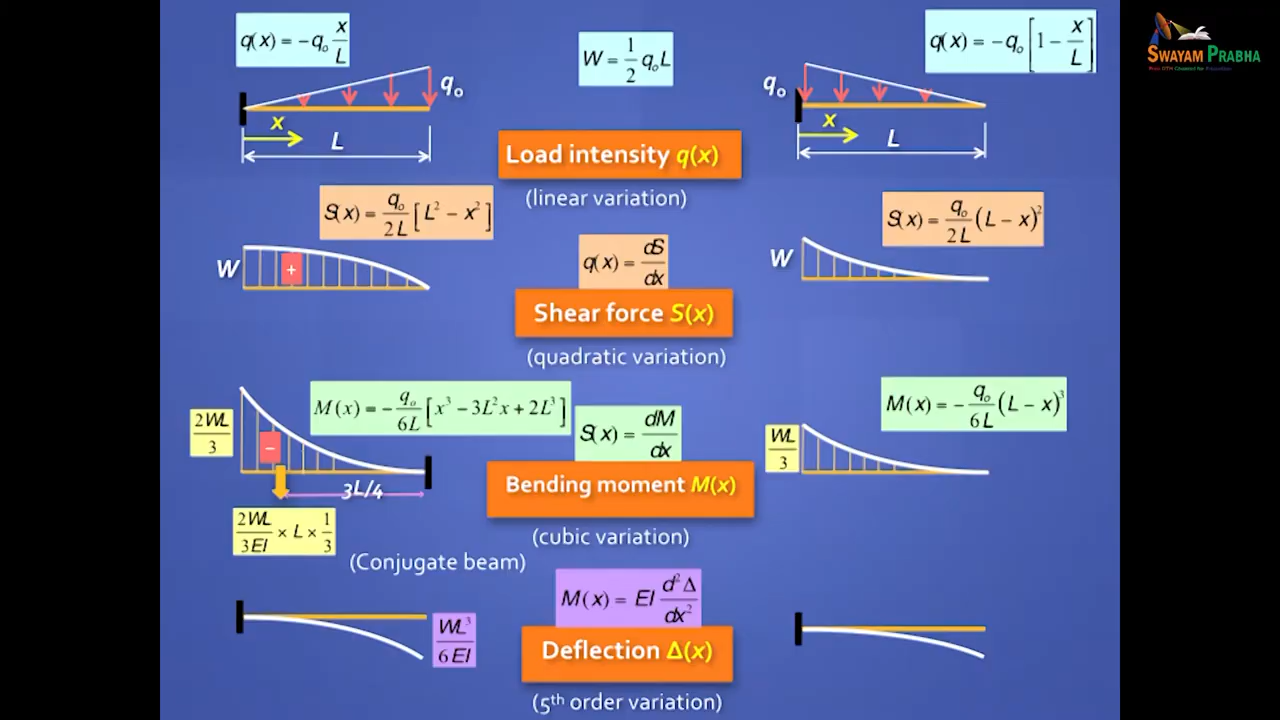 q(x) = −q₀ x/L
W = 1/2 q₀L
q(x) = −q₀ [1 − x/L]
SWAYAM PRABHA
q₀
q₀
x
x
L
L
Load intensity q(x)
(linear variation)
S(x) = q₀/2L [L² − x²]
S(x) = q₀/2L (L − x)²
W
+
q(x) = dS/dx
W
Shear force S(x)
(quadratic variation)
M(x) = −q₀/6L [x³ − 3L²x + 2L³]
M(x) = −q₀/6L (L − x)³
2WL/3
−
S(x) = dM/dx
WL/3
Bending moment M(x)
3L/4
2WL/3EI × L × 1/3
(cubic variation)
(Conjugate beam)
M(x) = EI d²Δ/dx²
WL³/6EI
Deflection Δ(x)
(5th order variation)